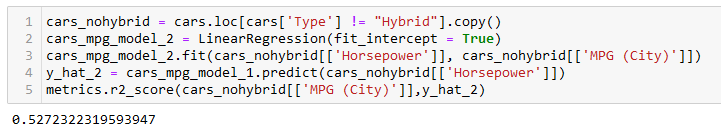 1 cars_nohybrid = cars.loc[cars['Type'] != "Hybrid"].copy()
2 cars_mpg_model_2 = LinearRegression(fit_intercept = True)
3 cars_mpg_model_2.fit(cars_nohybrid[['Horsepower']], cars_nohybrid[['MPG (City)']])
4 y_hat_2 = cars_mpg_model_1.predict(cars_nohybrid[['Horsepower']])
5 metrics.r2_score(cars_nohybrid[['MPG (City)']],y_hat_2)
0.5272322319593947